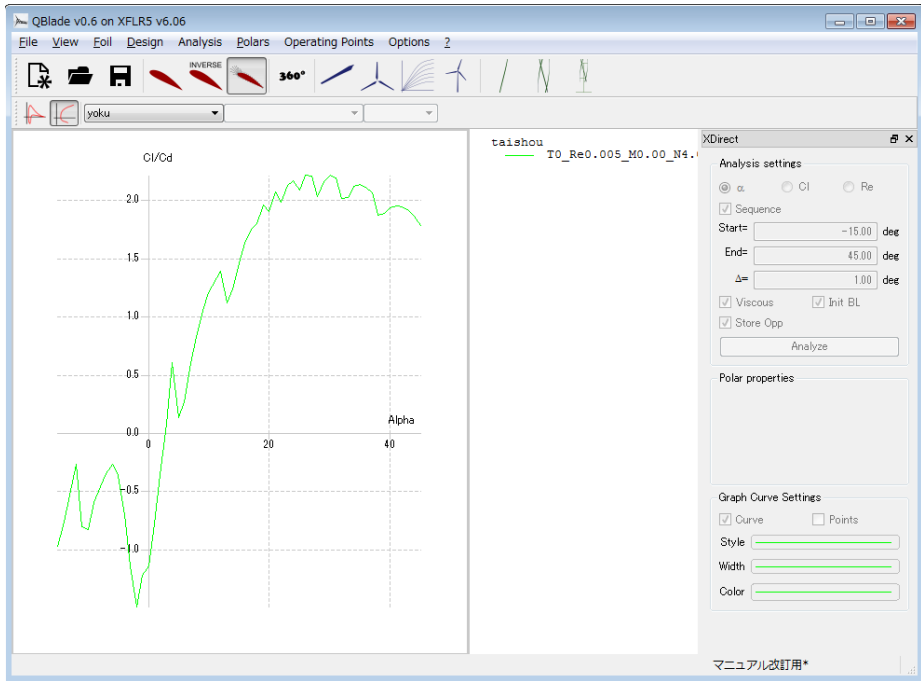 QBlade v0.6 on XFLR5 v6.06
File View Foil Design Analysis Polars Operating Points Options ?
INVERSE
360°
yoku
Cl/Cd
2.0
1.5
1.0
0.5
0.0
-0.5
-1.0
0
20
40
Alpha
taishou
T0_Re0.005_M0.00_N4.
XDirect
Analysis settings
α Cl Re
Sequence
Start= -15.00 deg
End= 45.00 deg
Δ= 1.00 deg
Viscous Init BL
Store Opp
Analyze
Polar properties
Graph Curve Settings
Curve Points
Style
Width
Color
マニュアル改訂用*